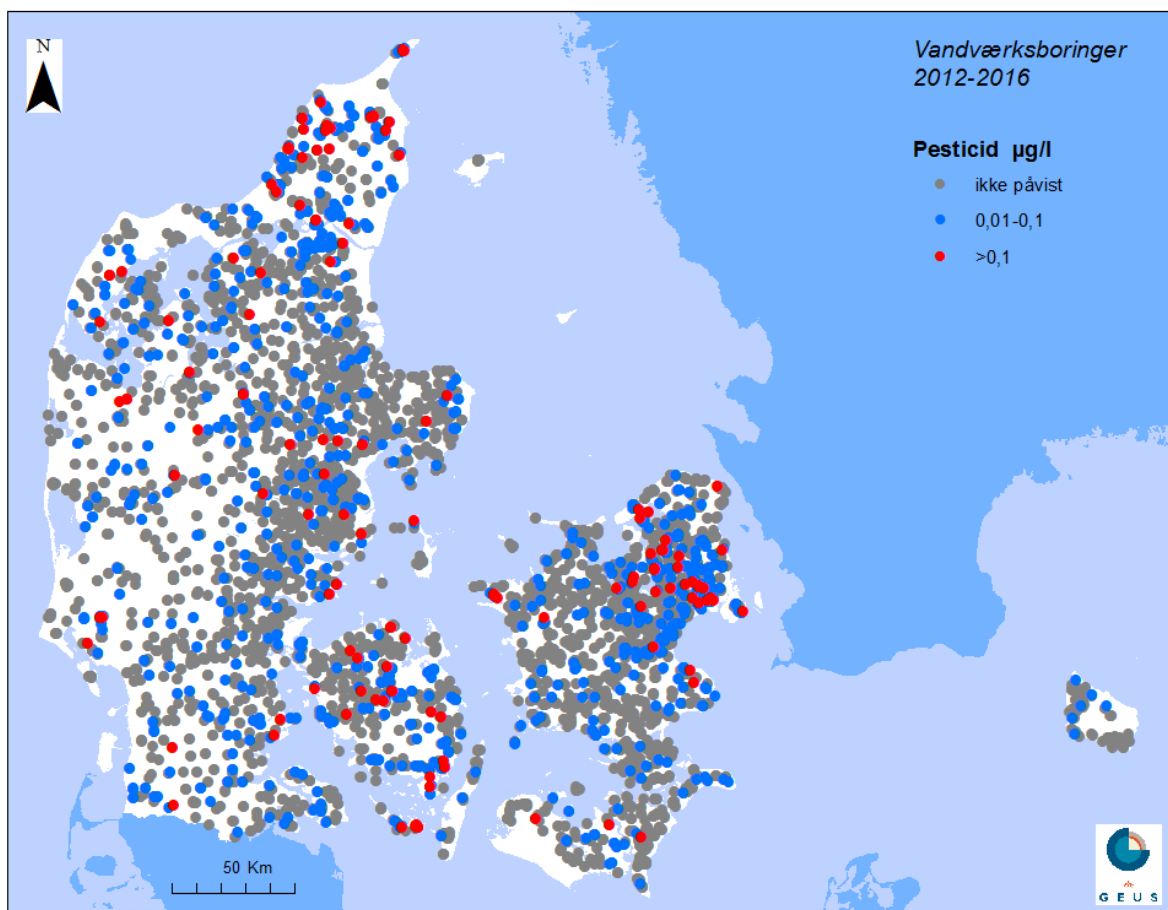 N
Vandværksboringer
2012-2016
Pesticid µg/l
ikke påvist
0,01-0,1
>0,1
50 Km
GEUS